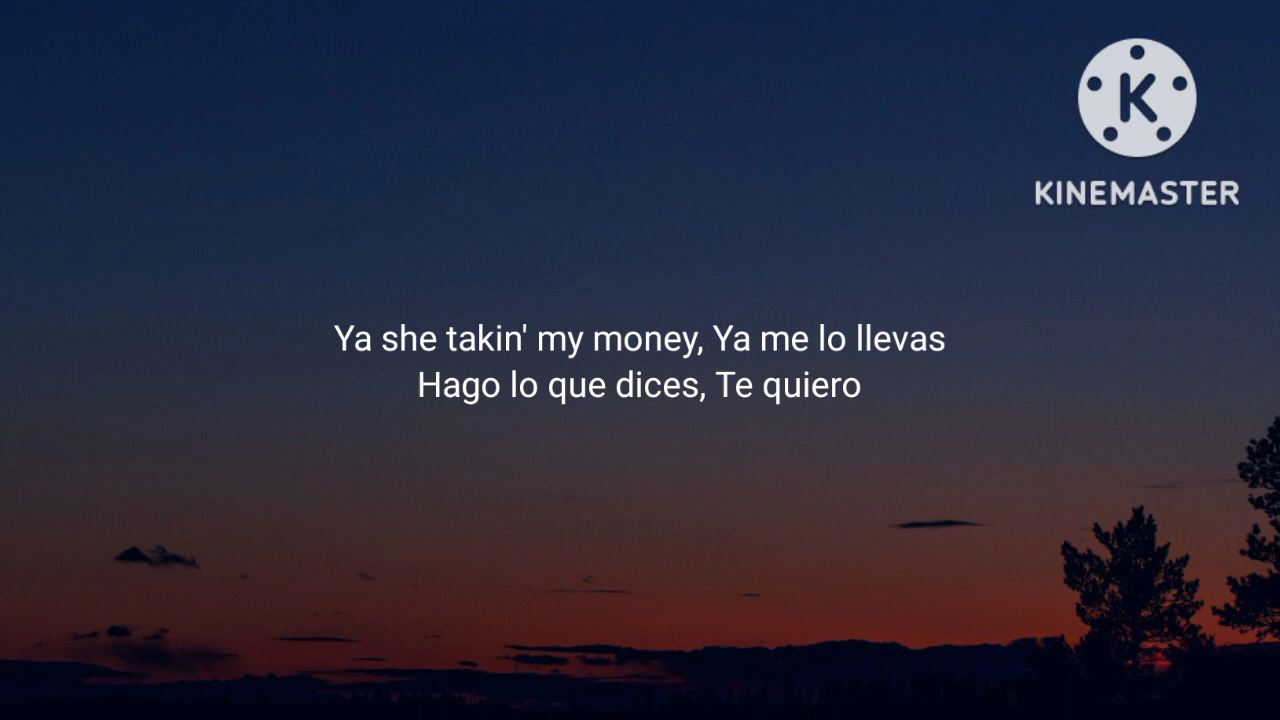 K
KINEMASTER
Ya she takin' my money, Ya me lo llevas
Hago lo que dices, Te quiero